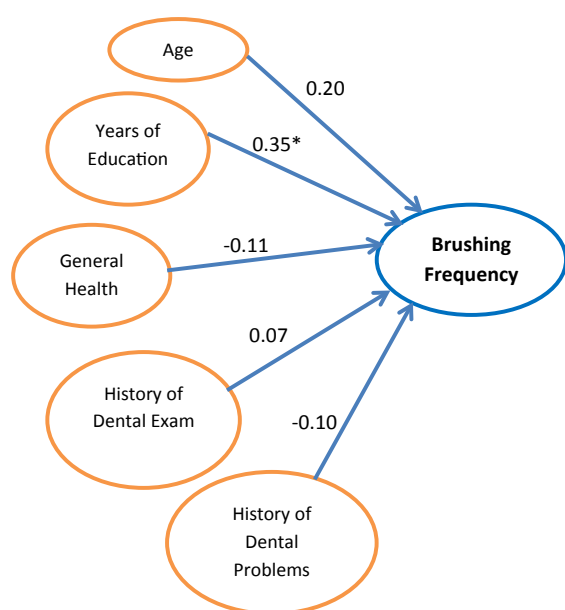 Age
0.20
Years of
Education
0.35*
General
Health
-0.11
Brushing
Frequency
History of
Dental Exam
0.07
History of
Dental
Problems
-0.10